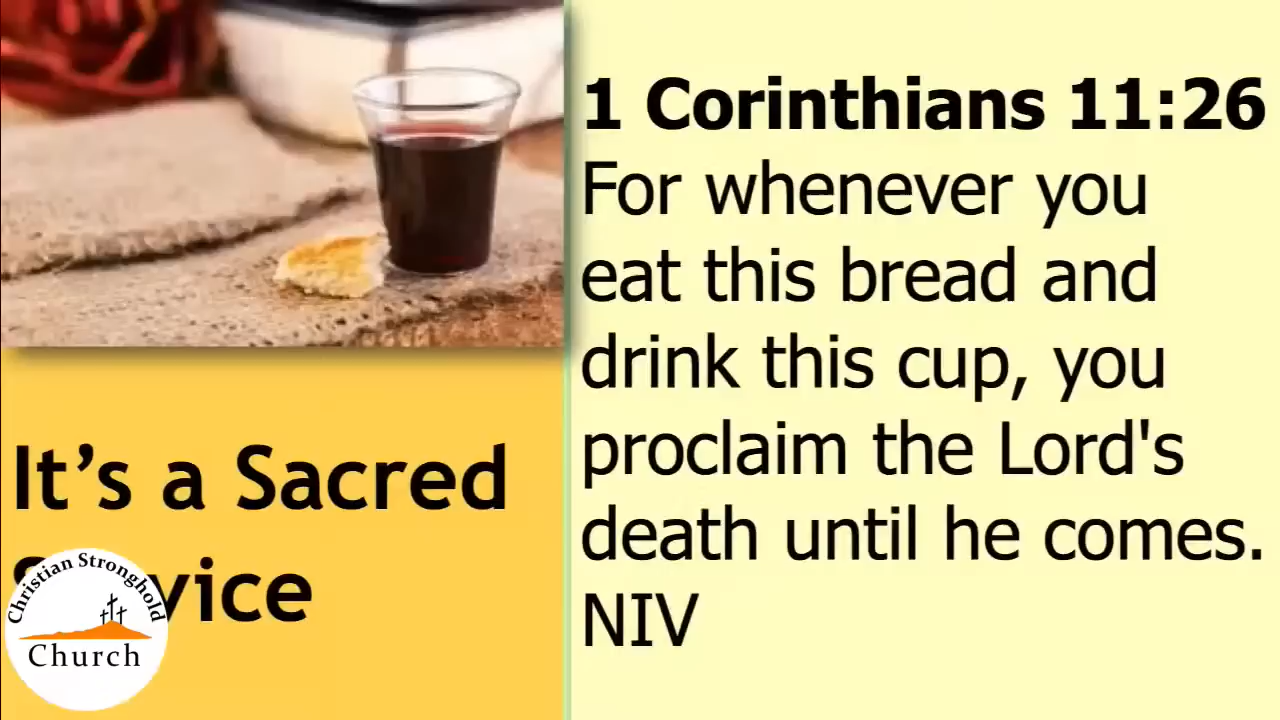 1 Corinthians 11:26
For whenever you
eat this bread and
drink this cup, you
proclaim the Lord's
death until he comes.
NIV
It’s a Sacred
Christian Stronghold
Church